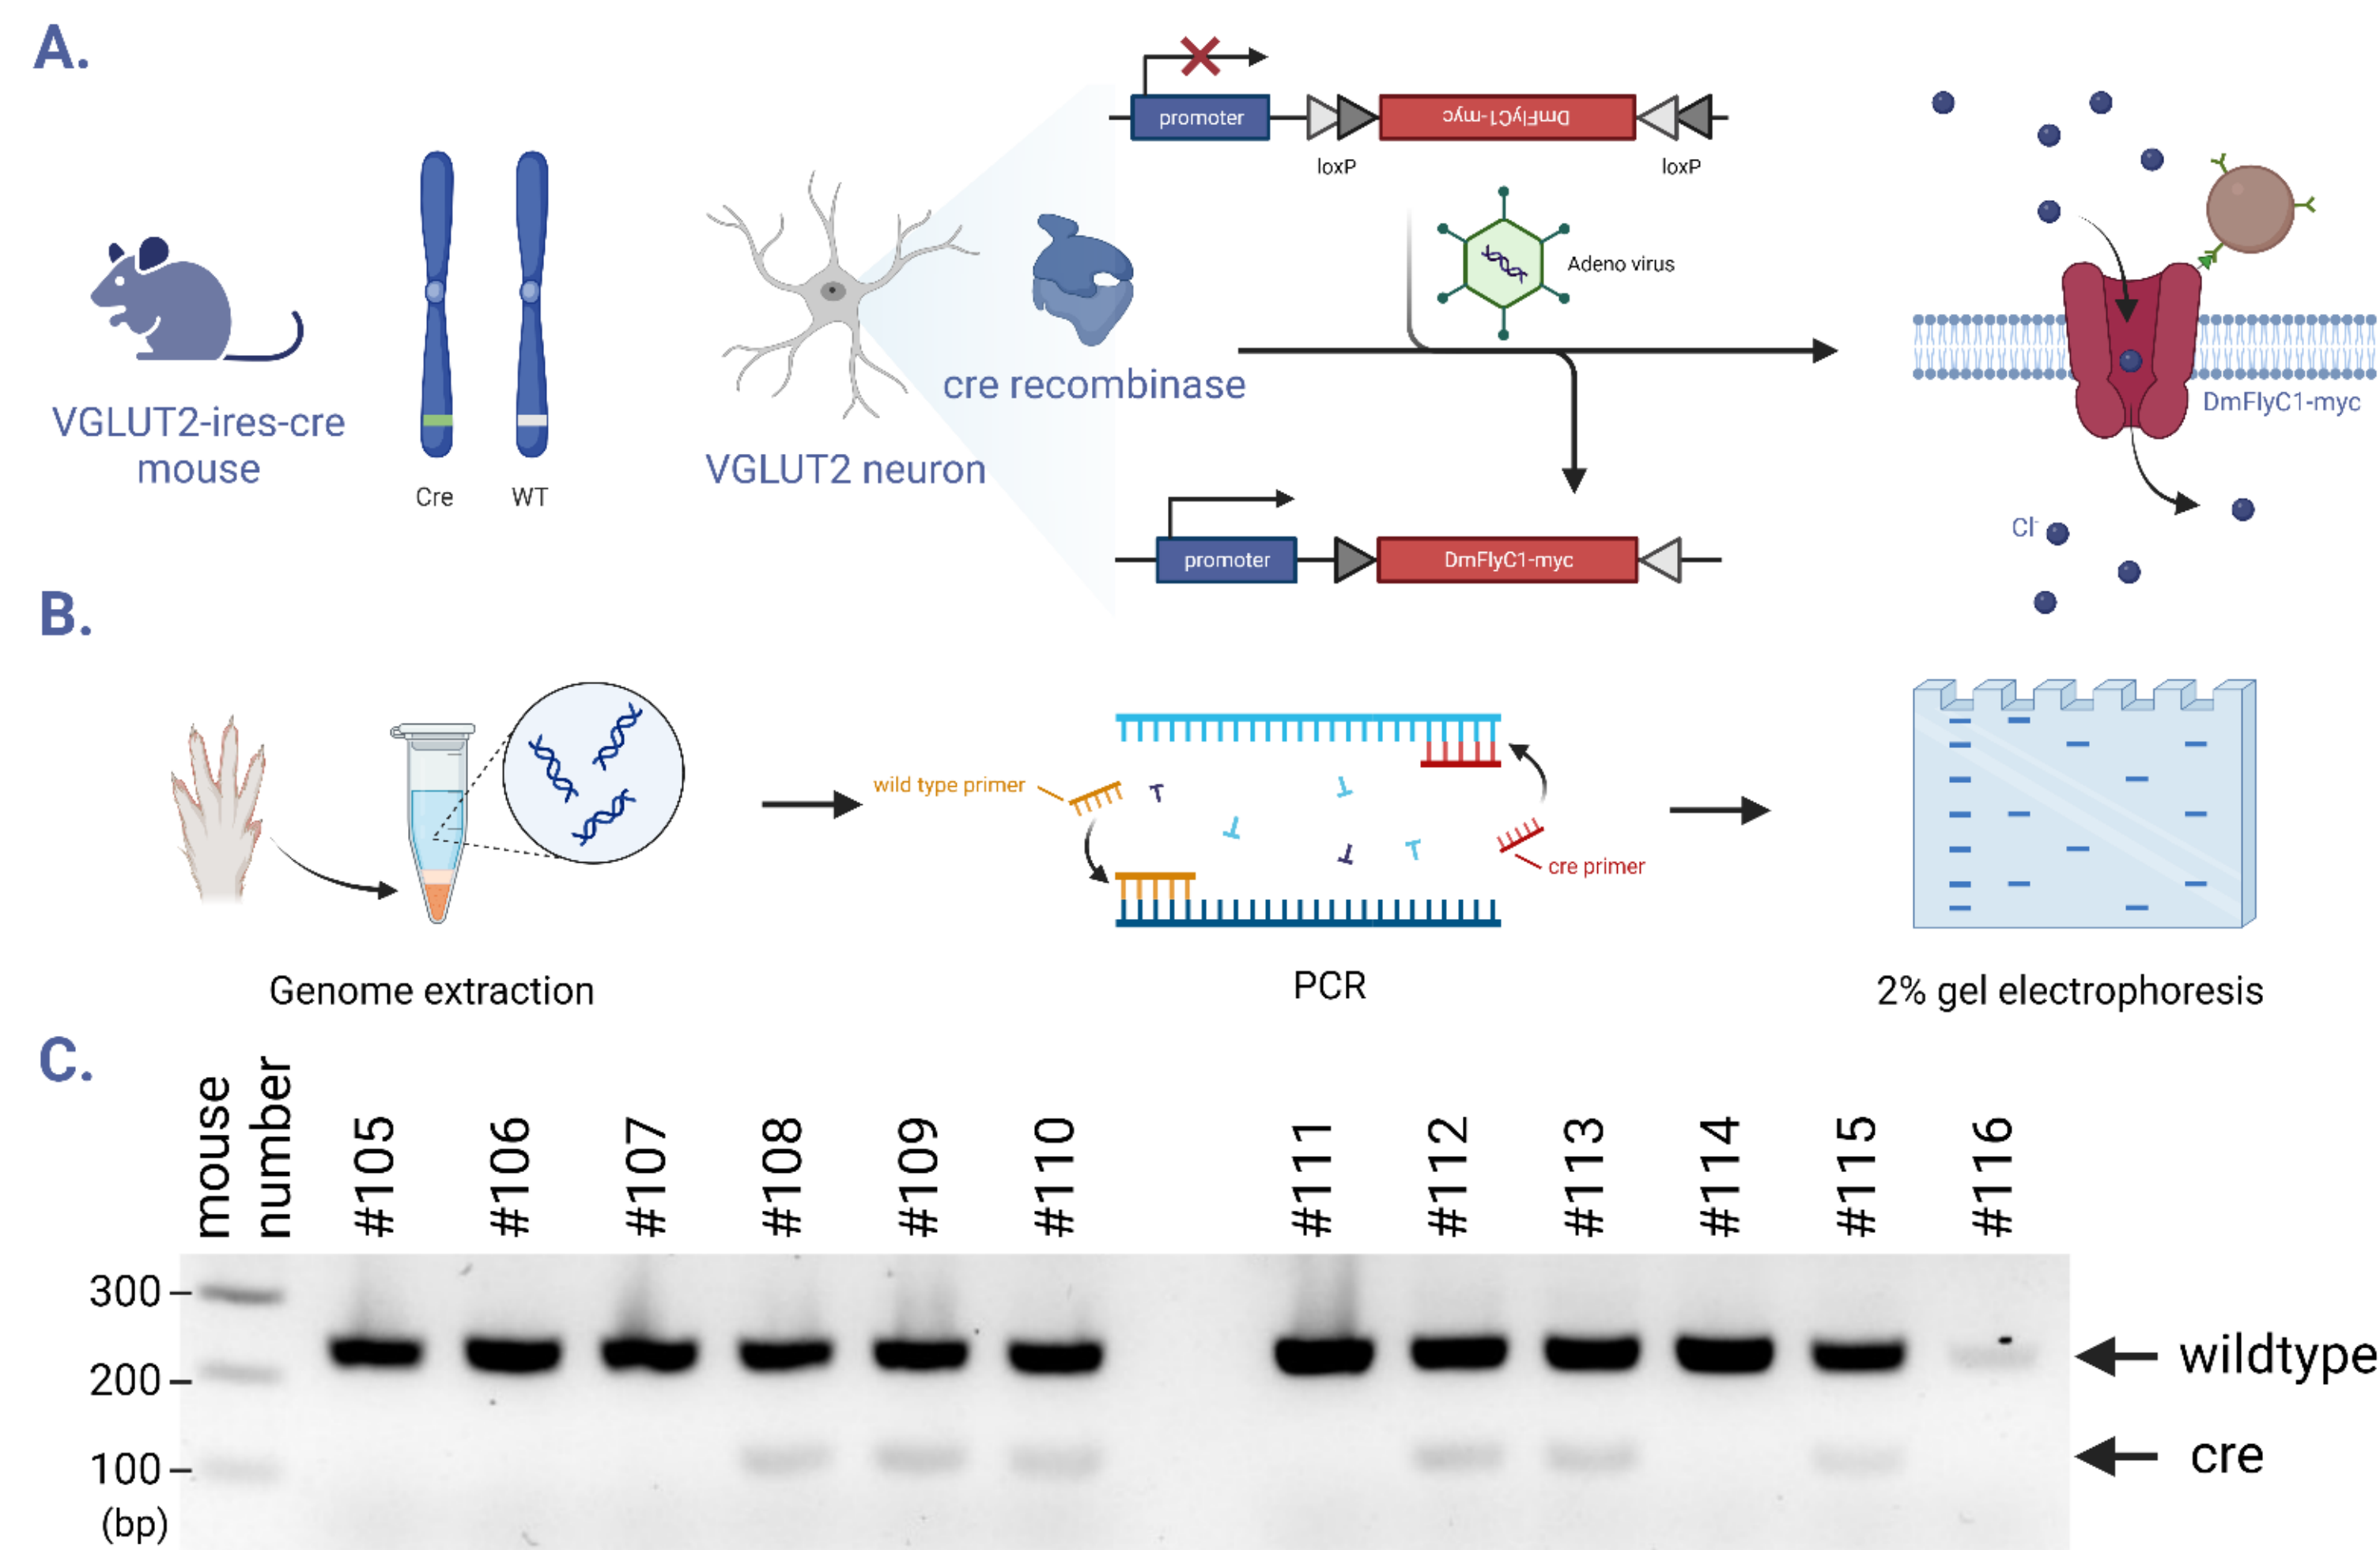 A.
promoter
DmFlyC1-myc
loxP
loxP
Adeno virus
cre recombinase
VGLUT2-ires-cre
mouse
Cre
WT
VGLUT2 neuron
DmFlyC1-myc
Cl-
promoter
DmFlyC1-myc
B.
wild type primer
cre primer
Genome extraction
PCR
2% gel electrophoresis
C.
mouse
number
#105
#106
#107
#108
#109
#110
#111
#112
#113
#114
#115
#116
300
200
100
(bp)
wildtype
cre